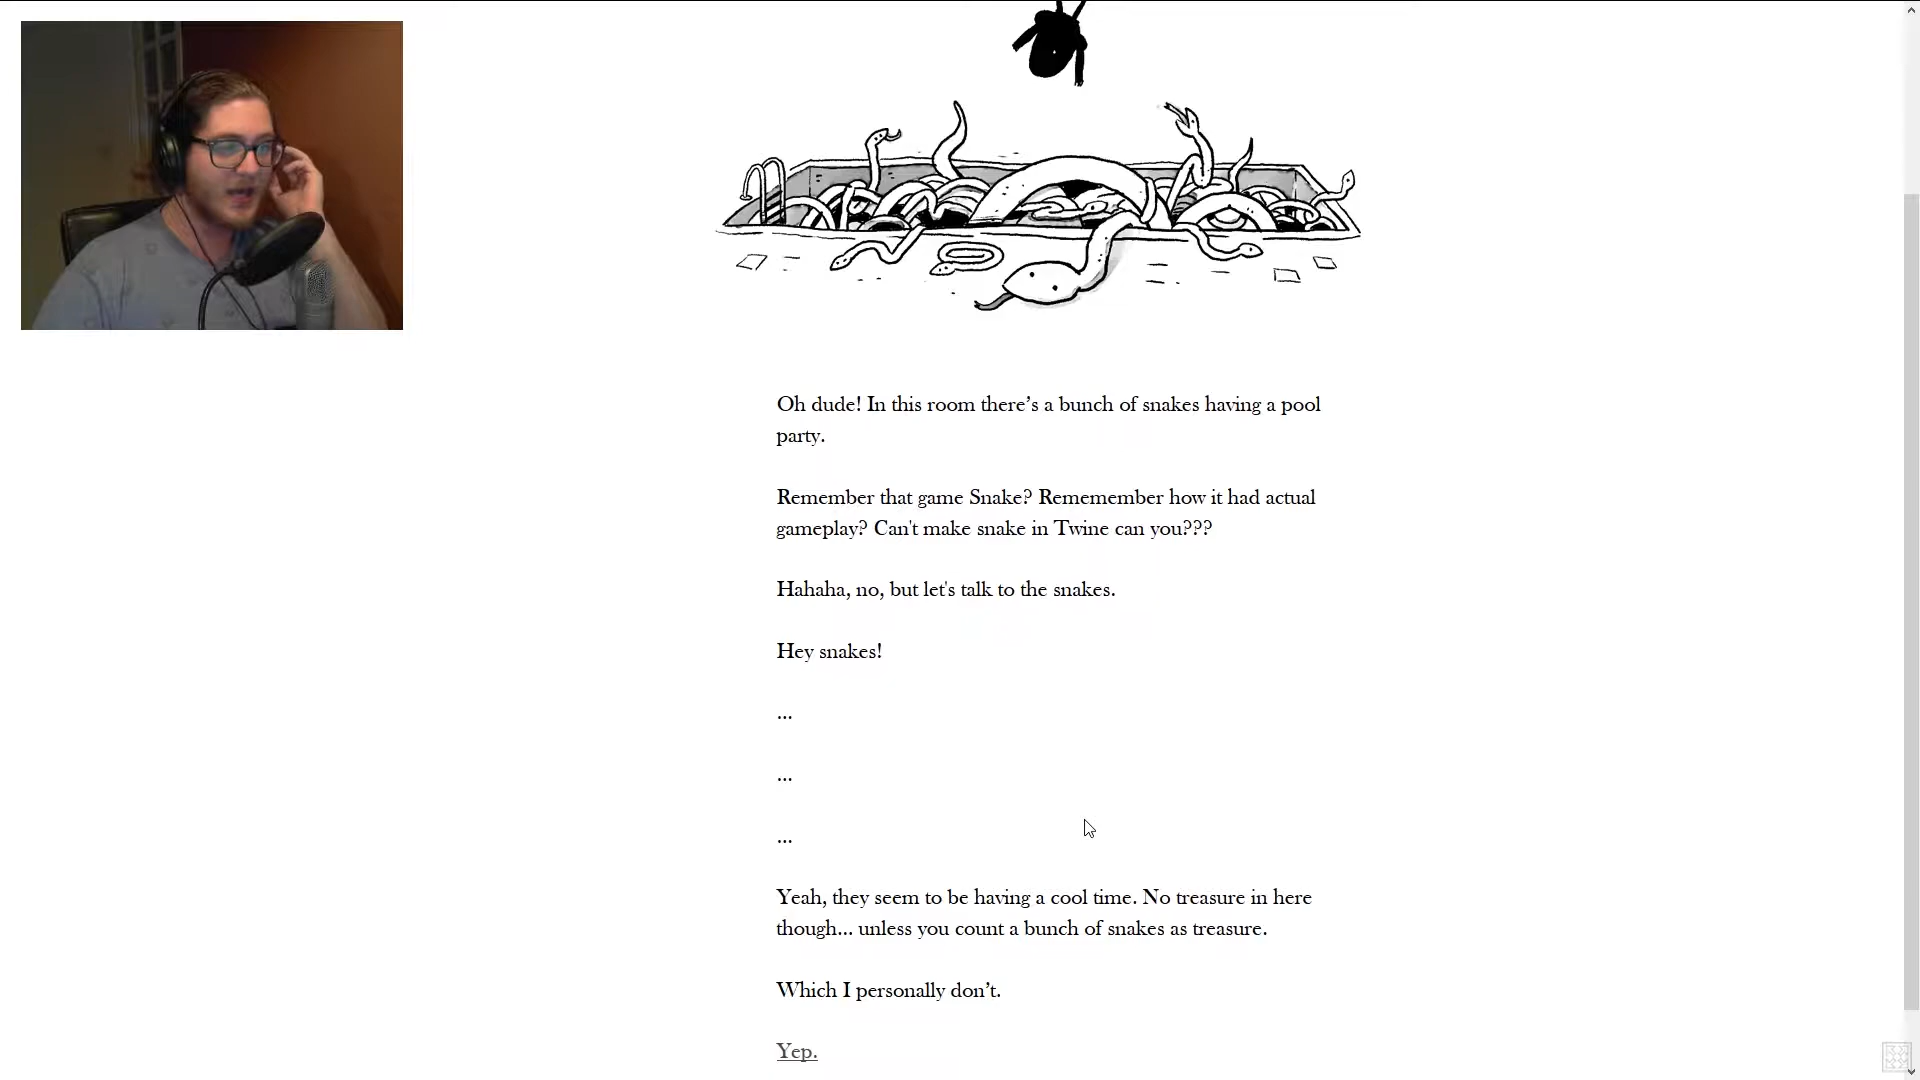 Oh dude! In this room there’s a bunch of snakes having a pool
party.
Remember that game Snake? Rememember how it had actual
gameplay? Can't make snake in Twine can you???
Hahaha, no, but let's talk to the snakes.
Hey snakes!
...
...
...
Yeah, they seem to be having a cool time. No treasure in here
though... unless you count a bunch of snakes as treasure.
Which I personally don’t.
Yep.